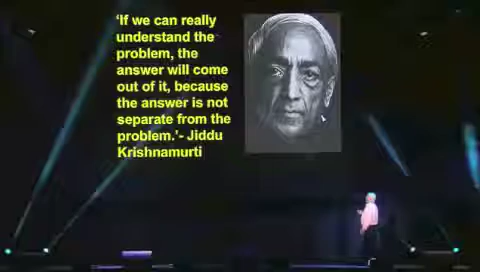 ‘If we can really
understand the
problem, the
answer will come
out of it, because
the answer is not
separate from the
problem.’- Jiddu
Krishnamurti